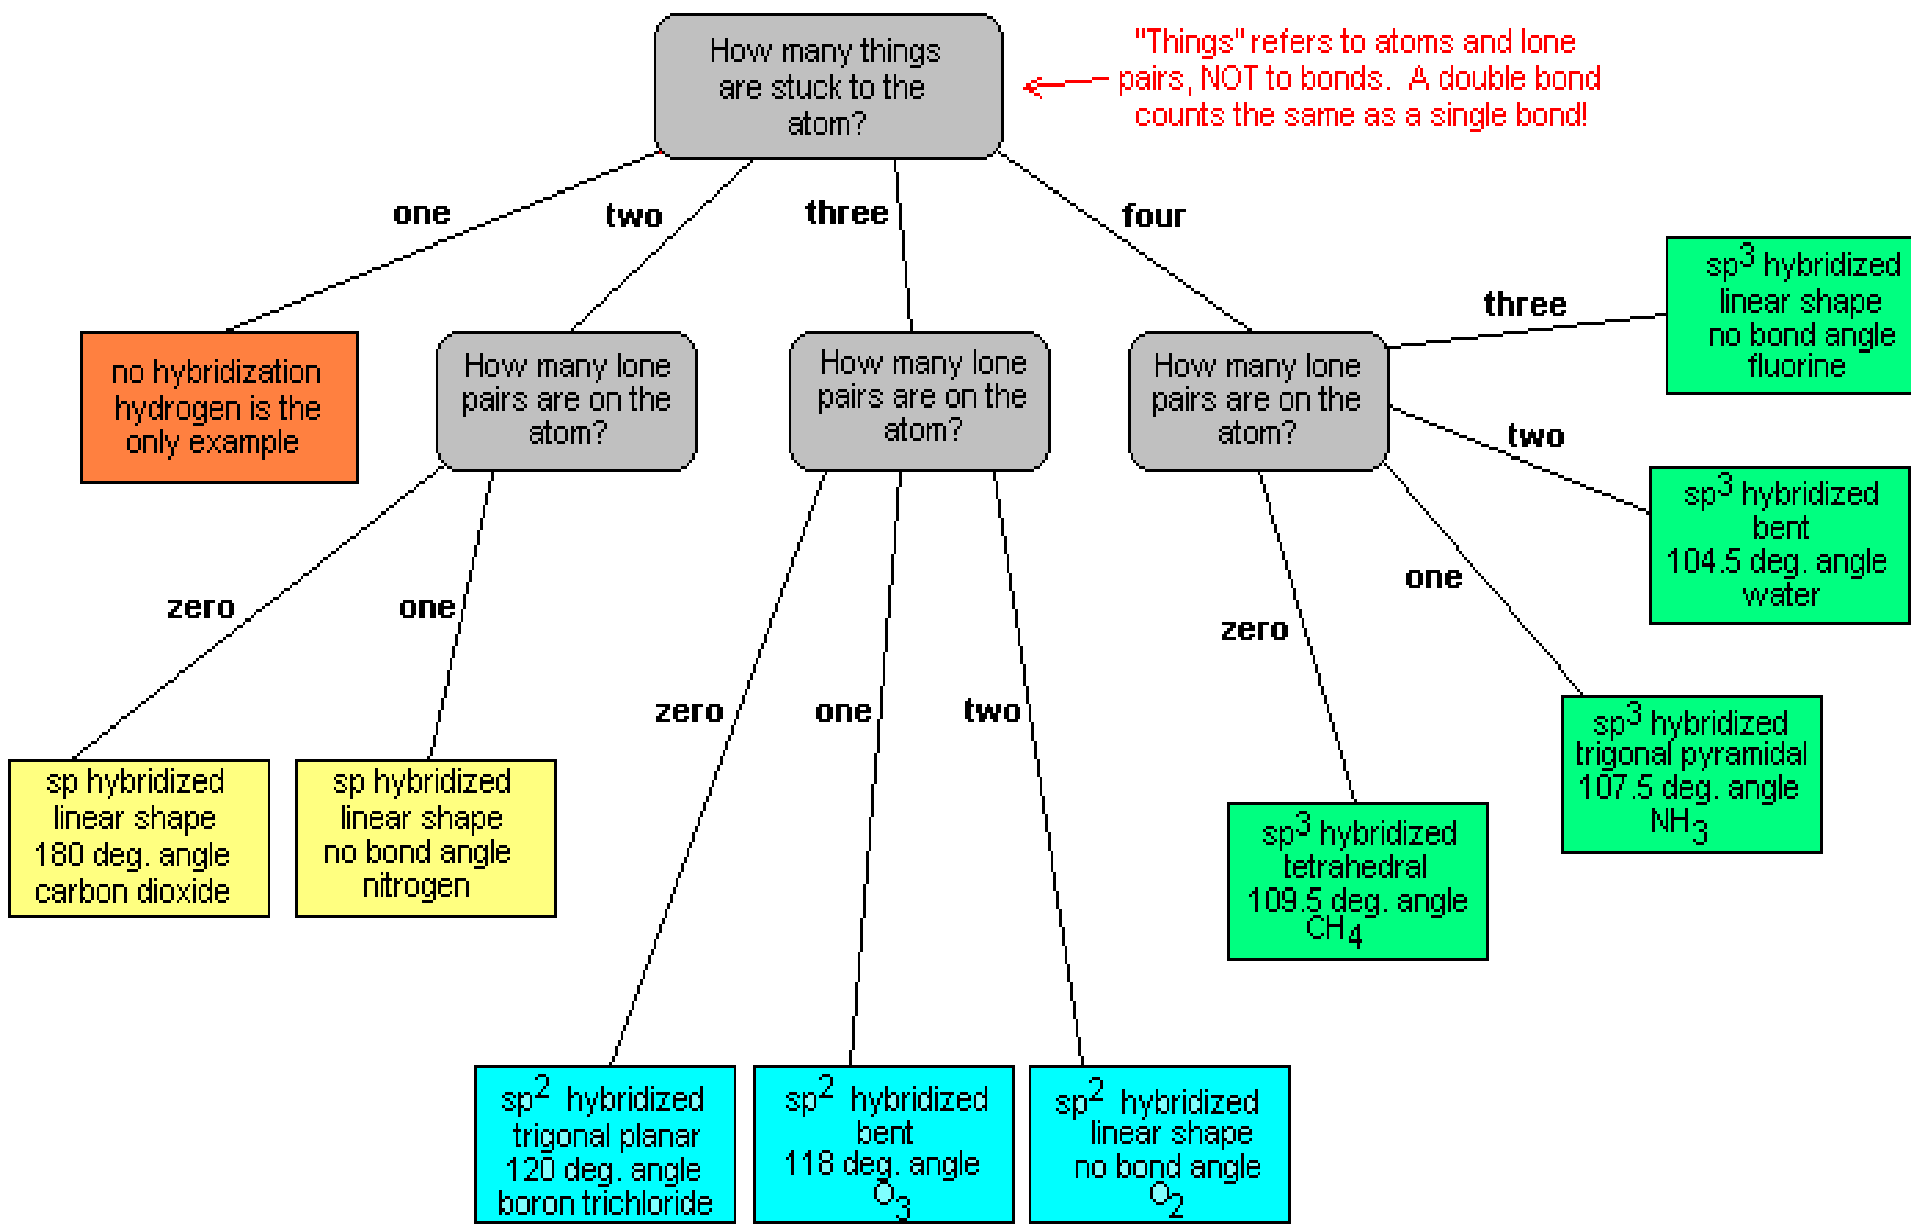 How many things
are stuck to the
atom?
"Things" refers to atoms and lone
pairs, NOT to bonds. A double bond
counts the same as a single bond!
one
two
three
four
no hybridization
hydrogen is the
only example
How many lone
pairs are on the
atom?
How many lone
pairs are on the
atom?
How many lone
pairs are on the
atom?
three
sp³ hybridized
linear shape
no bond angle
fluorine
two
sp³ hybridized
bent
104.5 deg. angle
water
one
sp³ hybridized
trigonal pyramidal
107.5 deg. angle
NH₃
zero
sp³ hybridized
tetrahedral
109.5 deg. angle
CH₄
zero
one
sp hybridized
linear shape
180 deg. angle
carbon dioxide
sp hybridized
linear shape
no bond angle
nitrogen
zero
one
two
sp² hybridized
trigonal planar
120 deg. angle
boron trichloride
sp² hybridized
bent
118 deg. angle
O₃
sp² hybridized
linear shape
no bond angle
O₂